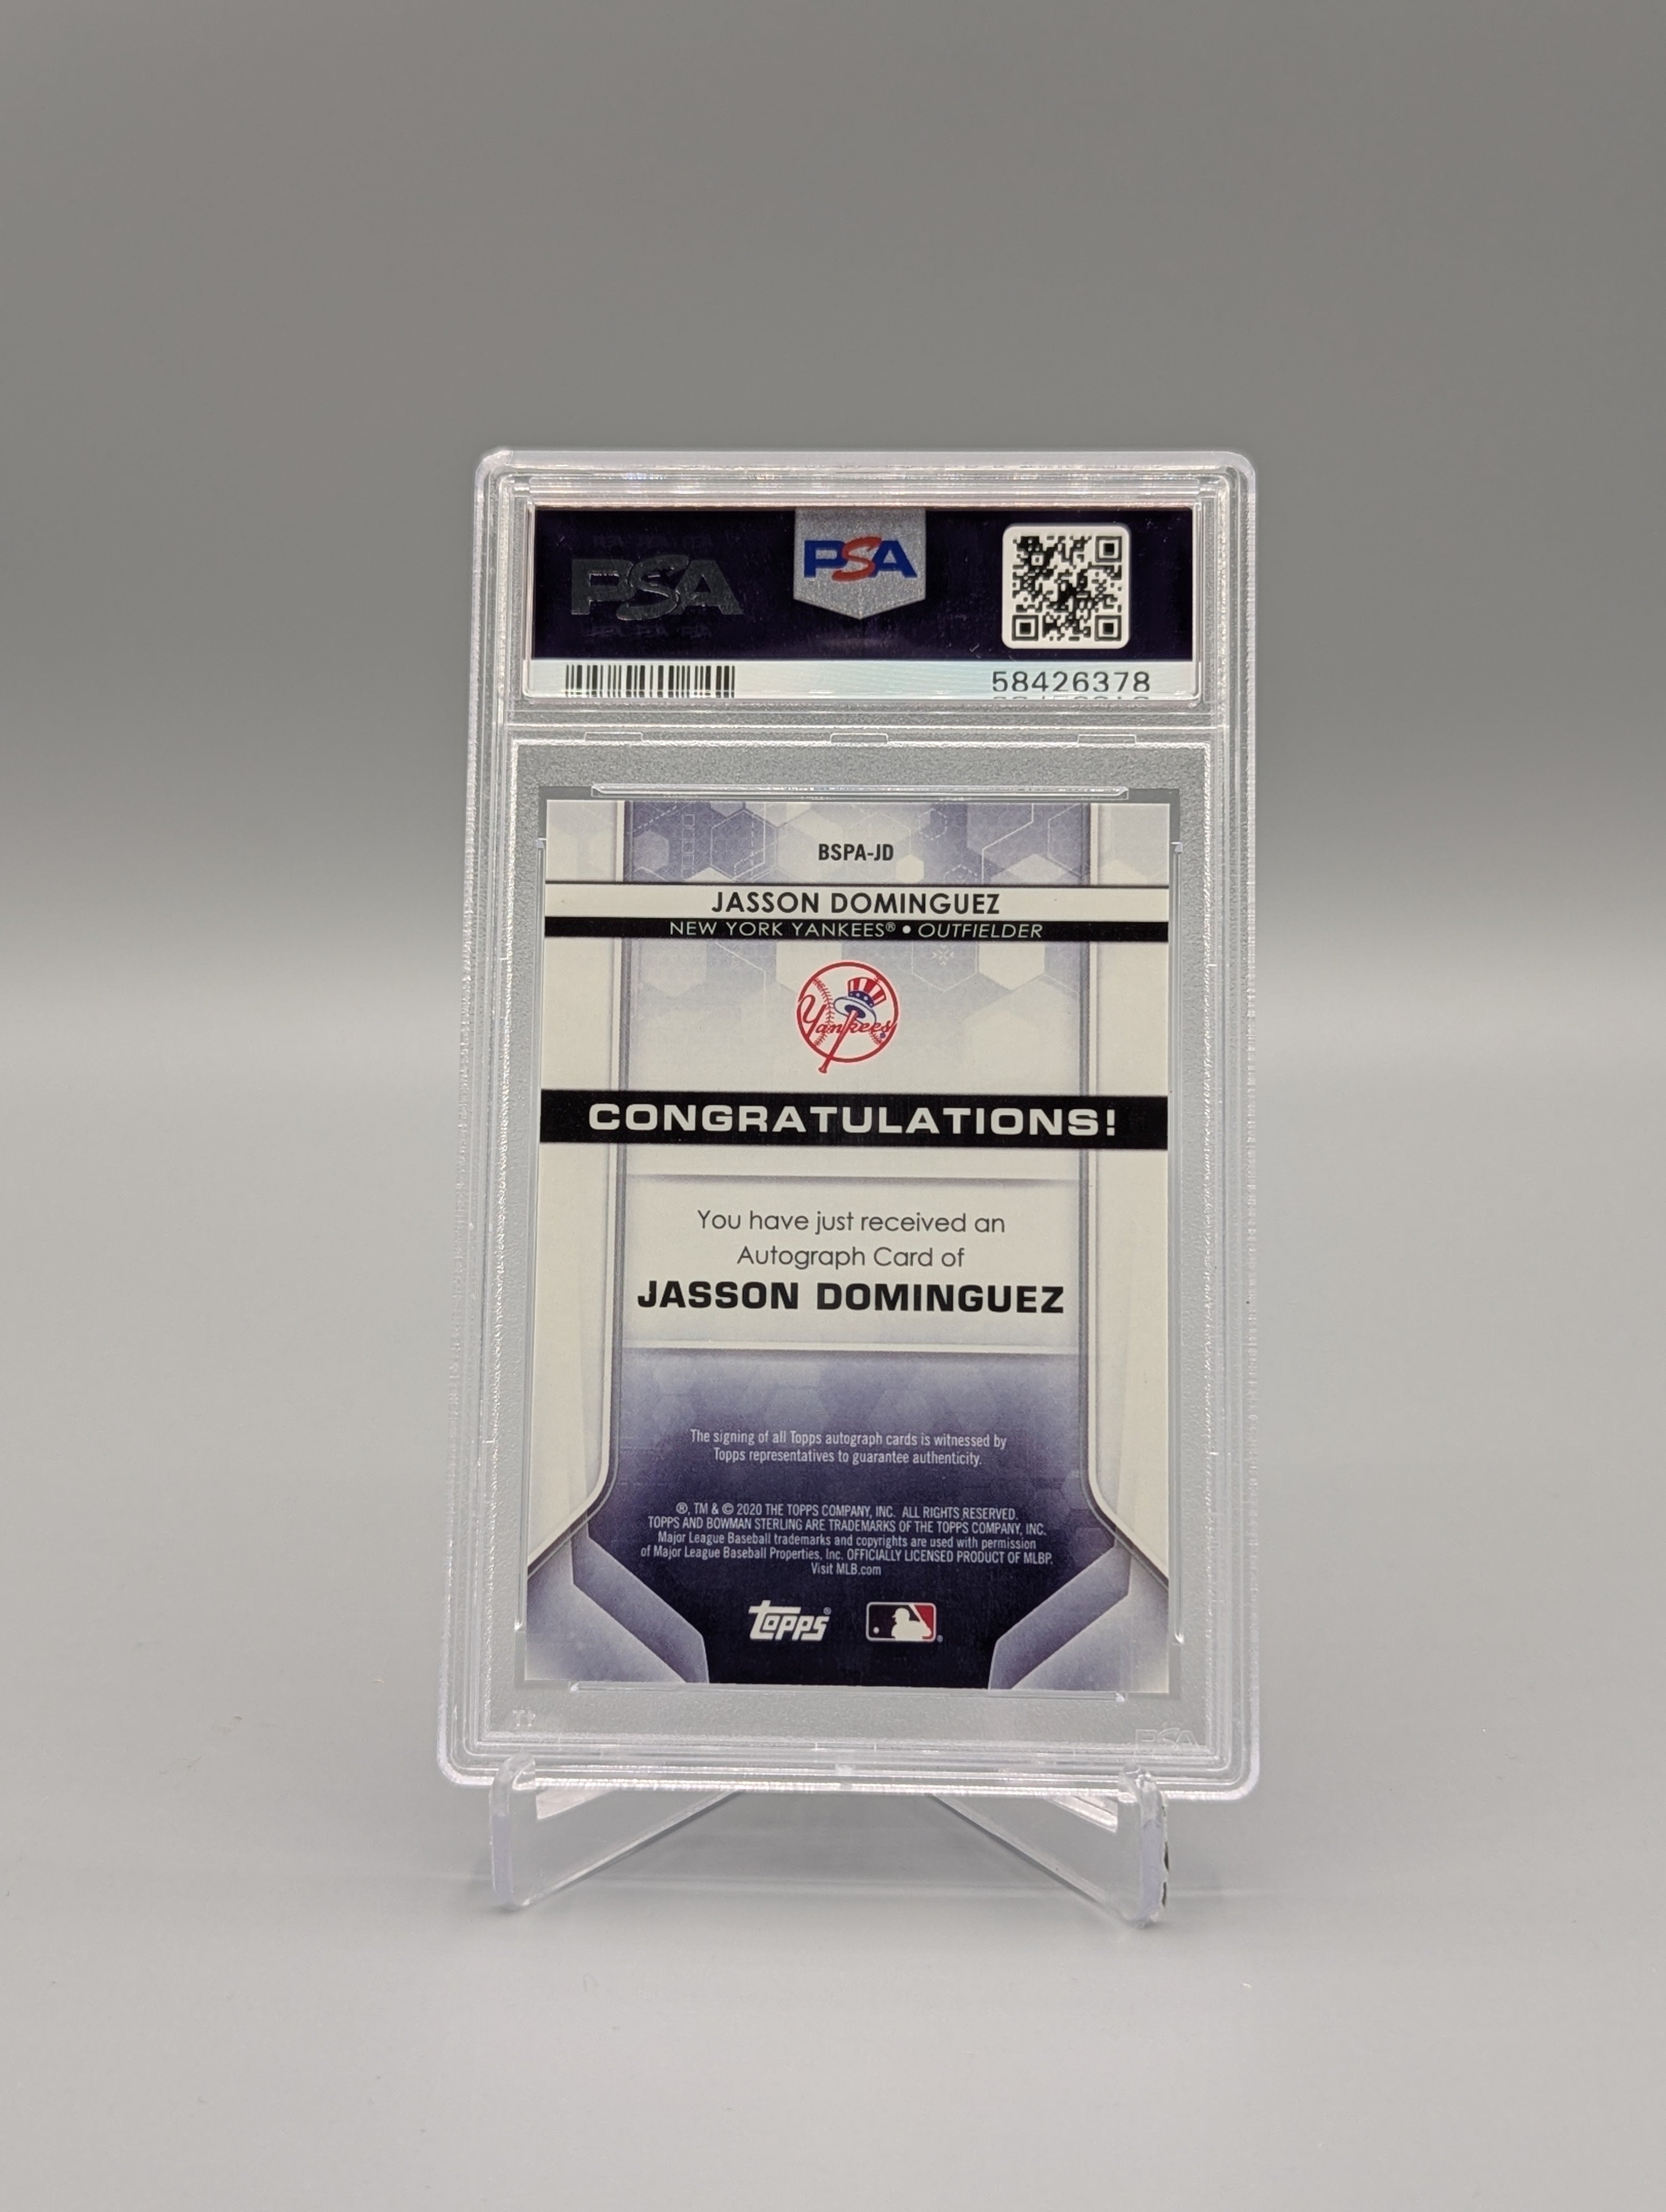 PSA
PSA
58426378
BSPA-JD
JASSON DOMINGUEZ
NEW YORK YANKEES® • OUTFIELDER
Yankees
CONGRATULATIONS!
You have just received an
Autograph Card of
JASSON DOMINGUEZ
The signing of all Topps autograph cards is witnessed by
Topps representatives to guarantee authenticity.
®, TM & © 2020 THE TOPPS COMPANY, INC. ALL RIGHTS RESERVED.
TOPPS AND BOWMAN STERLING ARE TRADEMARKS OF THE TOPPS COMPANY, INC.
Major League Baseball trademarks and copyrights are used with permission
of Major League Baseball Properties, Inc. OFFICIALLY LICENSED PRODUCT OF MLBP.
Visit MLB.com
Topps®
PSA